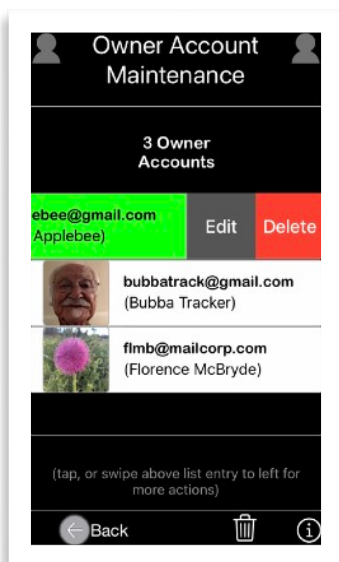 Owner Account
Maintenance
3 Owner
Accounts
ebee@gmail.com
Applebee)
Edit
Delete
bubbatrack@gmail.com
(Bubba Tracker)
flmb@mailcorp.com
(Florence McBryde)
(tap, or swipe above list entry to left for
more actions)
Back